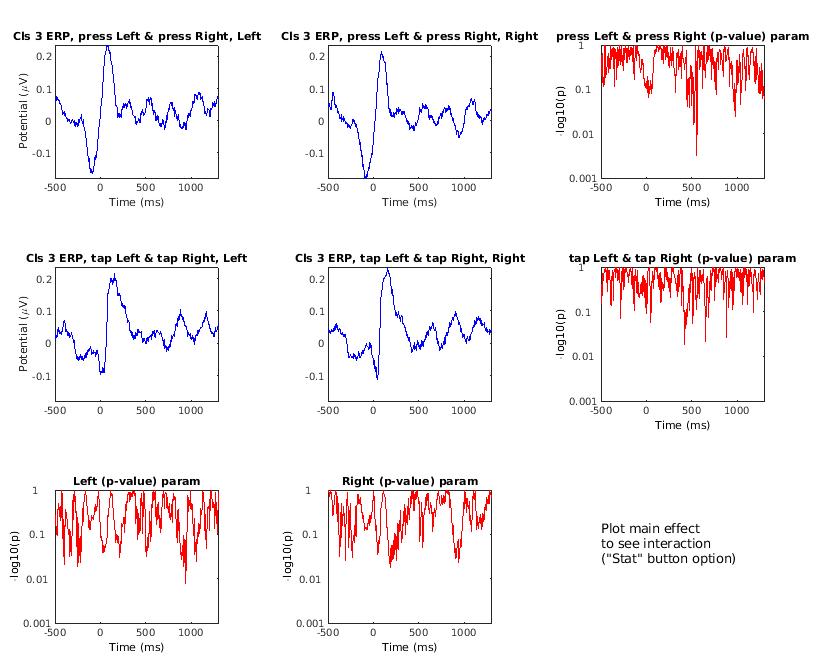 Cls 3 ERP, press Left & press Right, Left
Cls 3 ERP, press Left & press Right, Right
press Left & press Right (p-value) param
0.2
0.1
0
-0.1
Potential (μV)
-500 0 500 1000
Time (ms)
0.2
0.1
0
-0.1
-500 0 500 1000
Time (ms)
1
0.1
0.01
0.001
-log10(p)
-500 0 500 1000
Time (ms)
Cls 3 ERP, tap Left & tap Right, Left
Cls 3 ERP, tap Left & tap Right, Right
tap Left & tap Right (p-value) param
0.2
0.1
0
-0.1
Potential (μV)
-500 0 500 1000
Time (ms)
0.2
0.1
0
-0.1
-500 0 500 1000
Time (ms)
1
0.1
0.01
0.001
-log10(p)
-500 0 500 1000
Time (ms)
Left (p-value) param
Right (p-value) param
1
0.1
0.01
0.001
-log10(p)
-500 0 500 1000
Time (ms)
1
0.1
0.01
0.001
-log10(p)
-500 0 500 1000
Time (ms)
Plot main effect
to see interaction
("Stat" button option)